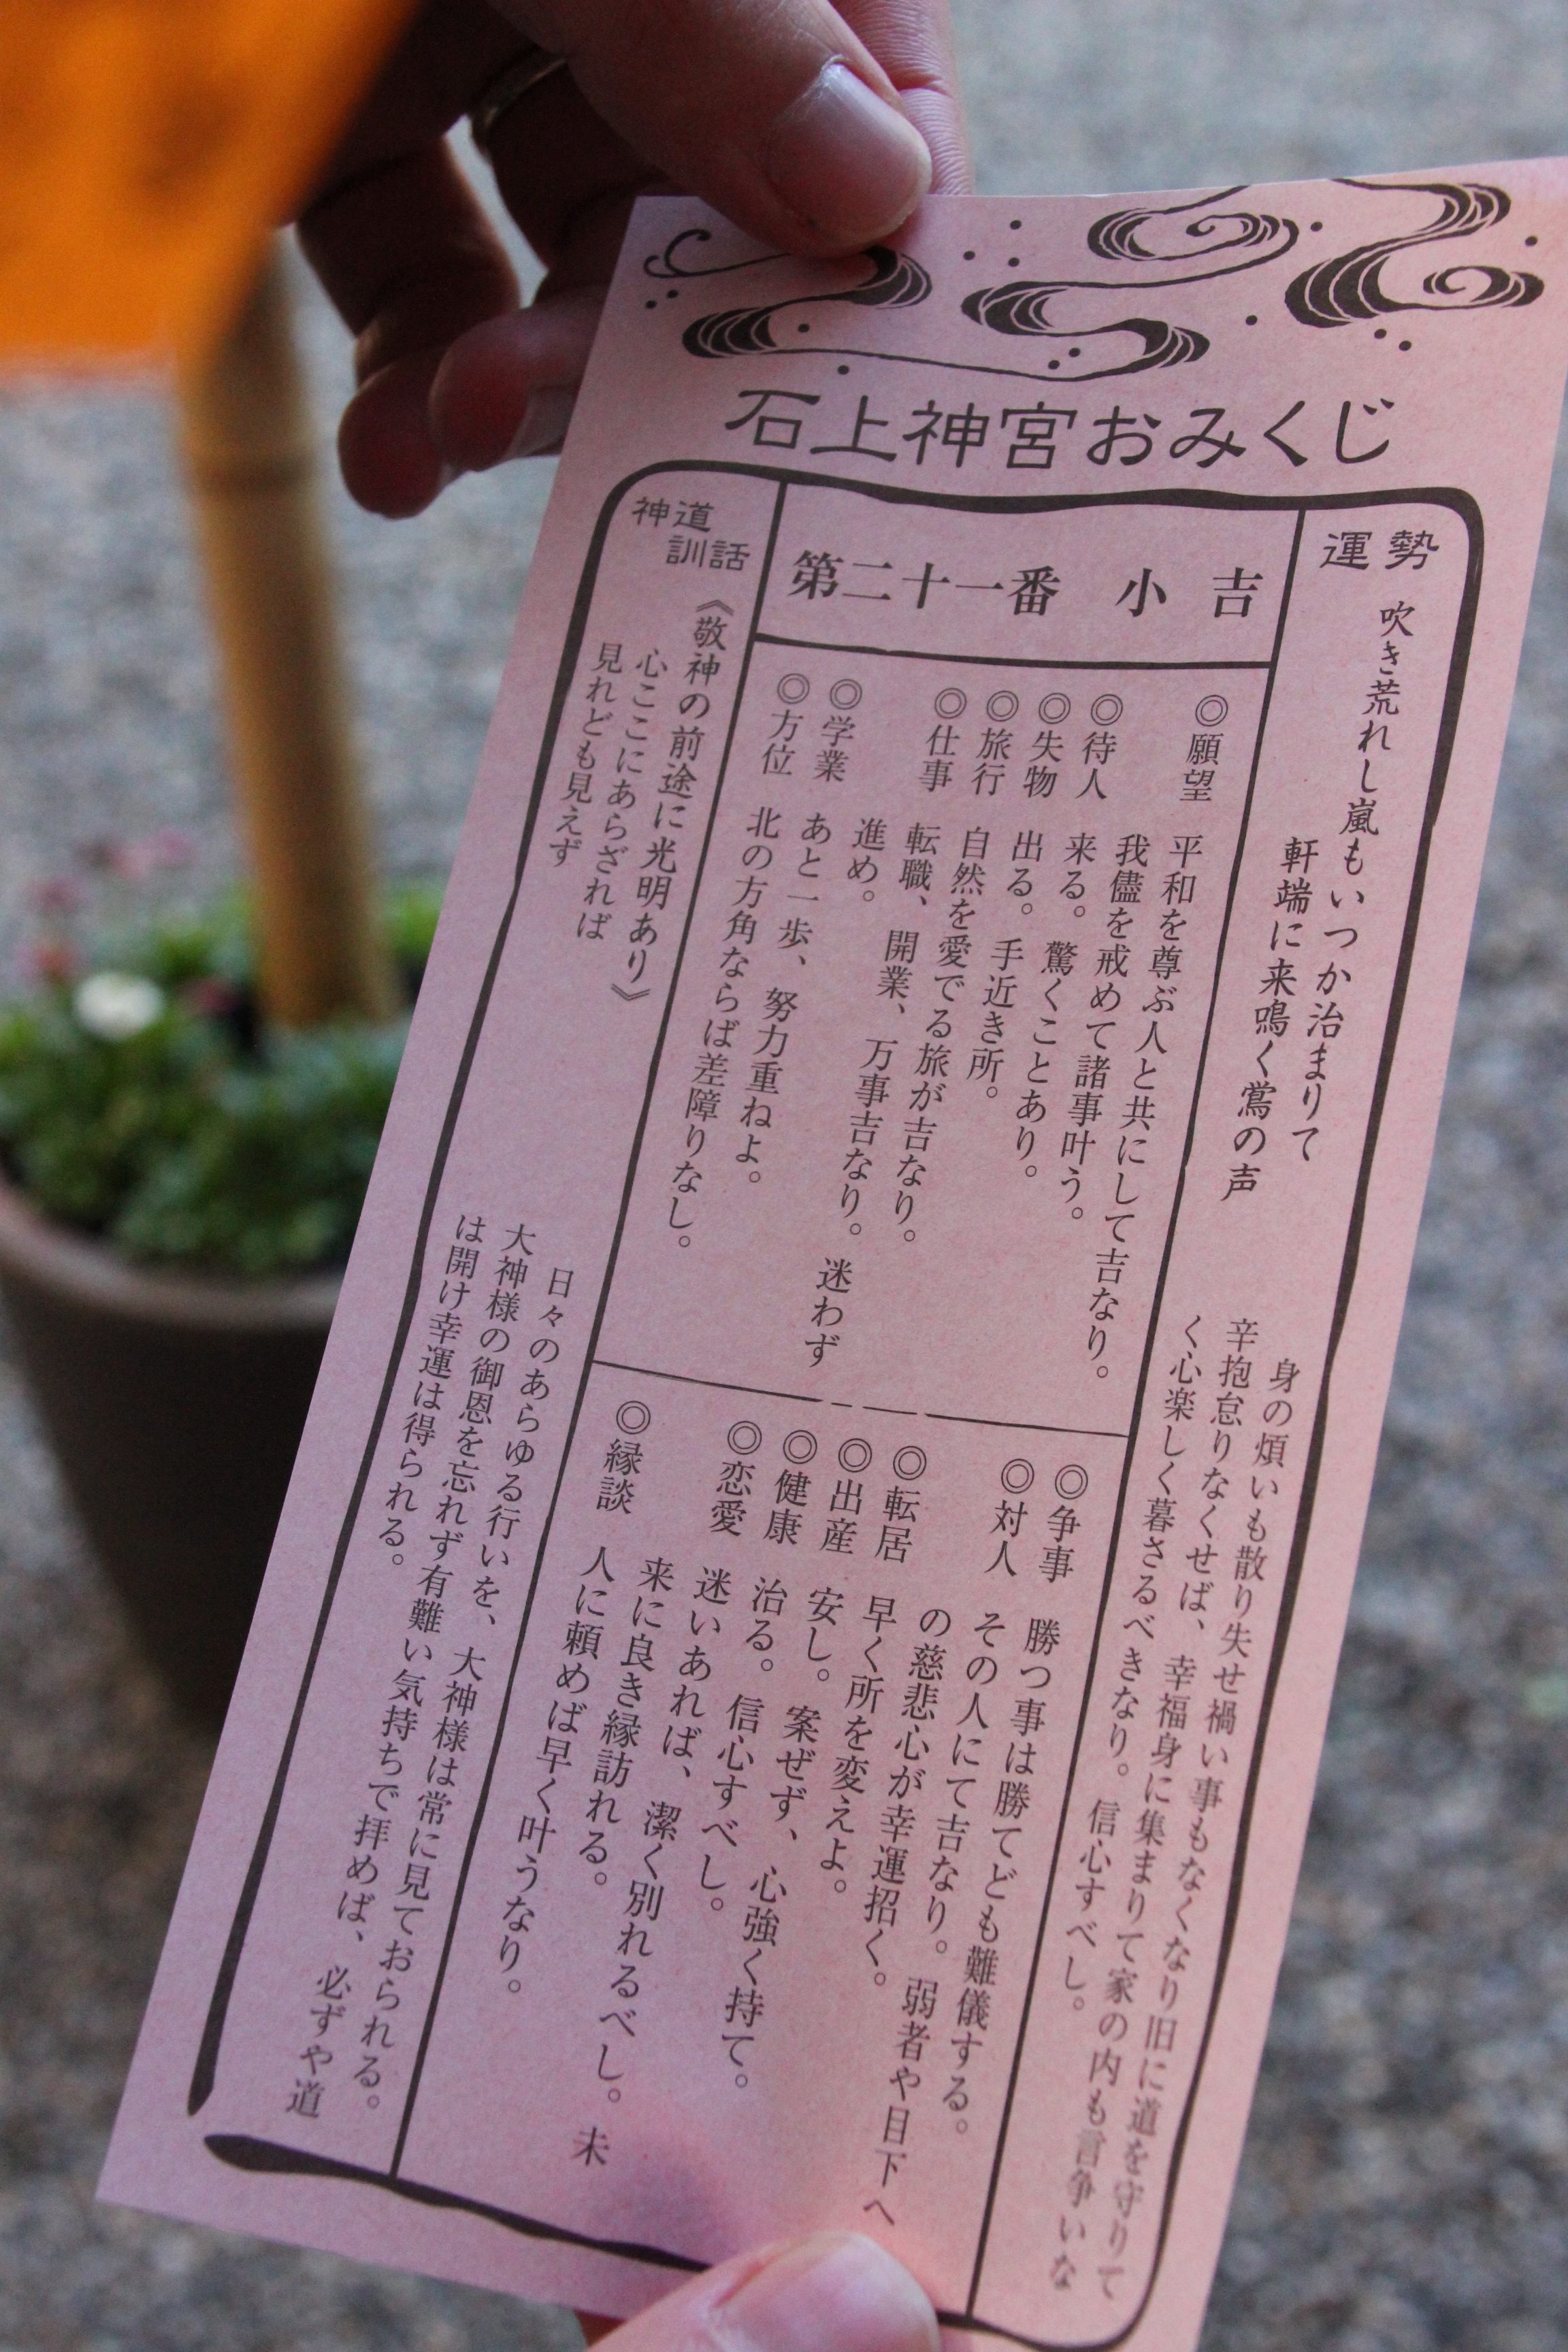 石上神宮おみくじ
運勢
吹き荒れし嵐もいつか治まりて
軒端に来鳴く鴬の声
身の煩いも散り失せ禍い事もなくなり旧に道を守りて
辛抱怠りなくせば、幸福身に集まりて家の内も言争いな
く心楽しく暮さるべきなり。信心すべし。
第二十一番 小吉
◎願望 平和を尊ぶ人と共にして吉なり。
我儘を戒めて諸事叶う。
◎待人 来る。驚くことあり。
◎失物 出る。手近き所。
◎旅行 自然を愛でる旅が吉なり。
◎仕事 転職、開業、万事吉なり。迷わず
進め。
◎学業 あと一歩、努力重ねよ。
◎方位 北の方角ならば差障りなし。
◎争事 勝つ事は勝てども難儀する。
◎対人 その人にて吉なり。弱者や目下へ
の慈悲心が幸運招く。
◎転居 早く所を変えよ。
◎出産 安し。案ぜず、心強く持て。
◎健康 治る。信心すべし。
◎恋愛 迷いあれば、潔く別れるべし。未
来に良き縁訪れる。
◎縁談 人に頼めば早く叶うなり。
神道
訓話
《敬神の前途に光明あり》
心ここにあらざれば
見れども見えず
日々のあらゆる行いを、大神様は常に見ておられる。
大神様の御恩を忘れず有難い気持ちで拝めば、必ずや道
は開け幸運は得られる。